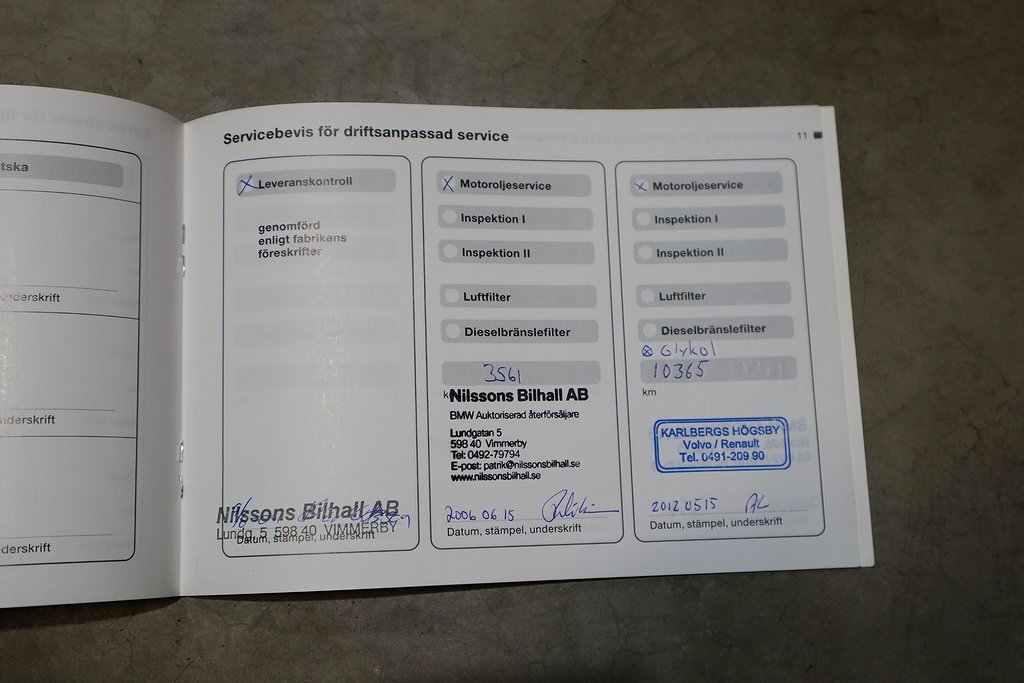 tska
underskrift
underskrift
nderskrift
Servicebevis för driftsanpassad service
11
Leveranskontroll
genomförd
enligt fabrikens
föreskrifter
Nilssons Bilhall AB
Lundg. 5 598 40 VIMMERBY
Datum, stämpel, underskrift
X Motoroljeservice
Inspektion I
Inspektion II
Luftfilter
Dieselbränslefilter
3561
k
Nilssons Bilhall AB
BMW Auktoriserad återförsäljare
Lundgatan 5
598 40 Vimmerby
Tel: 0492-79794
E-post: patrik@nilssonsbilhall.se
www.nilssonsbilhall.se
2006 06 15
Datum, stämpel, underskrift
X Motoroljeservice
Inspektion I
Inspektion II
Luftfilter
Dieselbränslefilter
⊗ Glykol
10365
km
KARLBERGS HÖGSBY
Volvo / Renault
Tel. 0491-209 90
2012 05 15
Datum, stämpel, underskrift